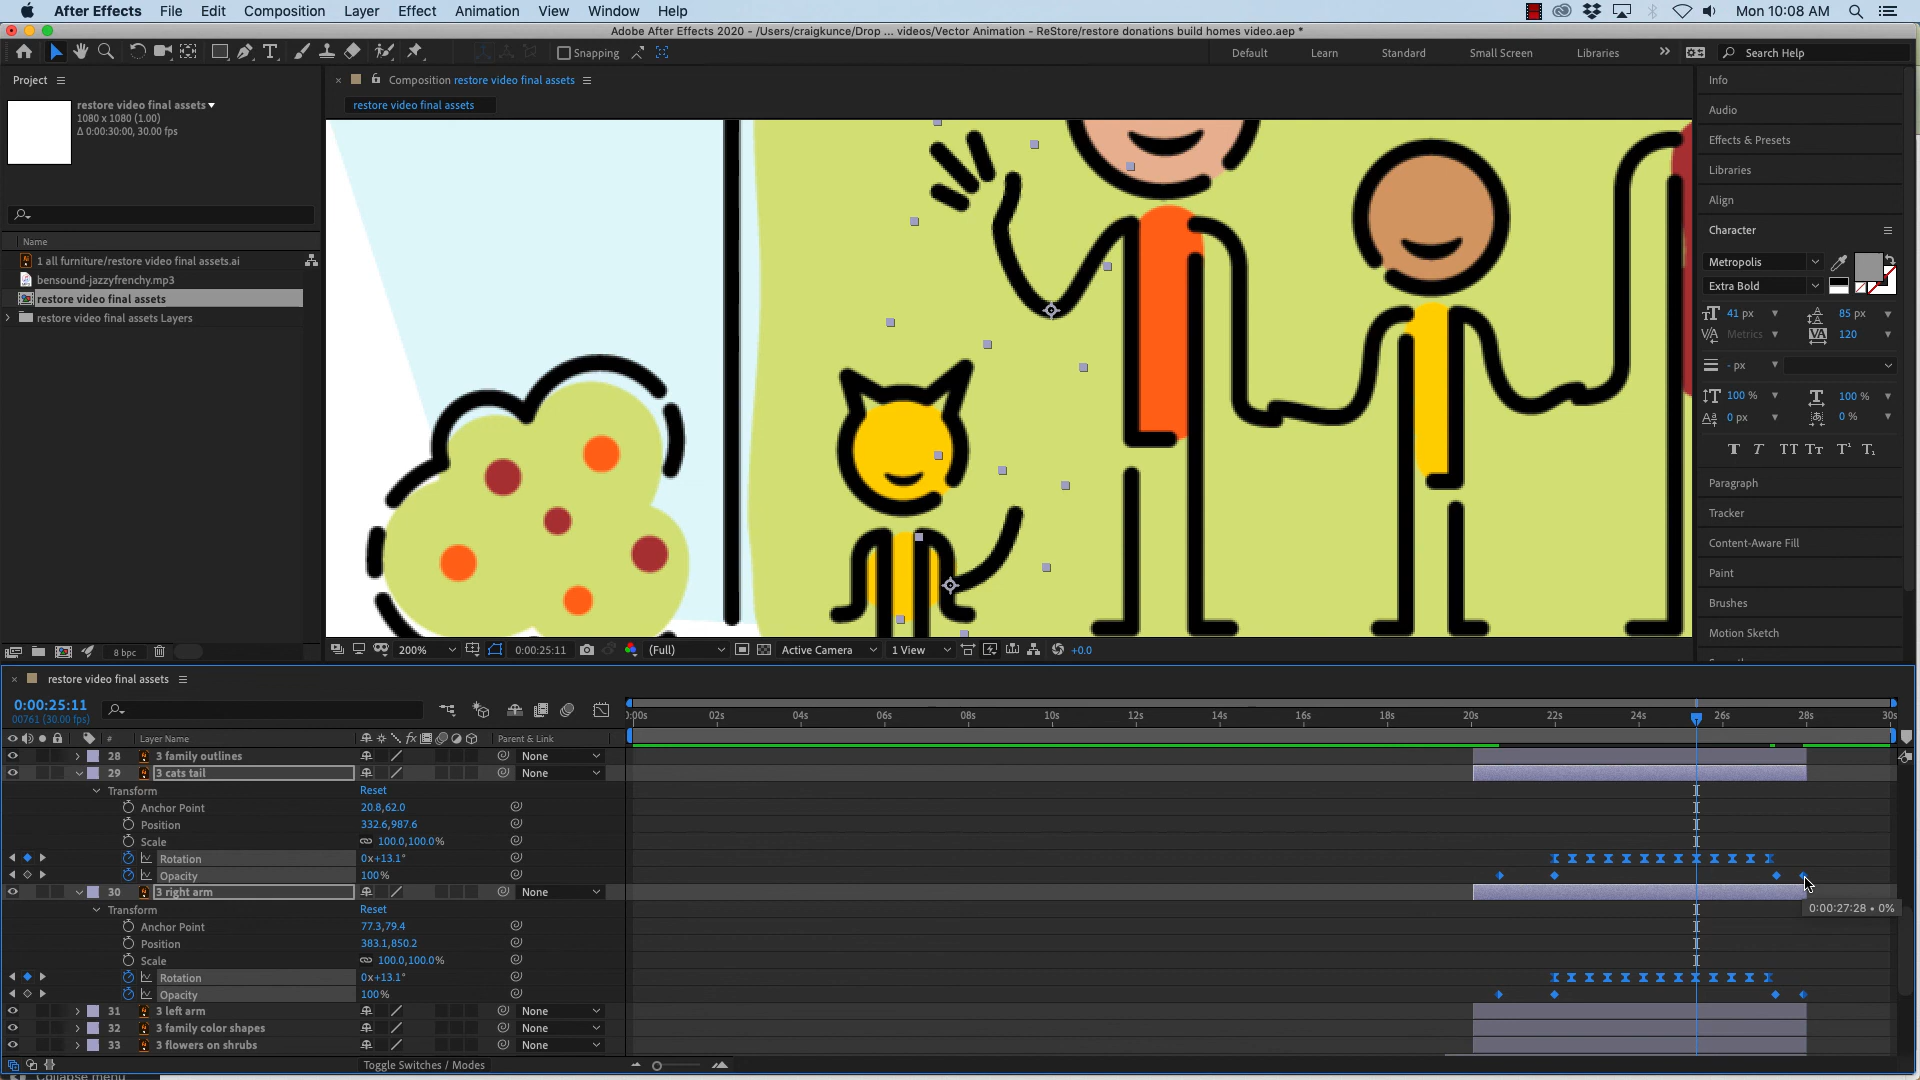 After Effects File Edit Composition Layer Effect Animation View Window Help Mon 10:08 AM
Adobe After Effects 2020 - /Users/craigkunce/Drop ... videos/Vector Animation - ReStore/restore donations build homes video.aep *
Snapping Default Learn Standard Small Screen Libraries Search Help
Project
restore video final assets
1080 x 1080 (1.00)
Δ 0:00:30:00, 30.00 fps
Name
1 all furniture/restore video final assets.ai
bensound-jazzyfrenchy.mp3
restore video final assets
restore video final assets Layers
8 bpc
Composition restore video final assets
restore video final assets
200% 0:00:25:11 (Full) Active Camera 1 View +0.0
Info
Audio
Effects & Presets
Libraries
Align
Character
Metropolis
Extra Bold
41 px 85 px
Metrics 120
- px
100 % 100 %
0 px 0 %
Paragraph
Tracker
Content-Aware Fill
Paint
Brushes
Motion Sketch
restore video final assets
0:00:25:11
00761 (30.00 fps)
# Layer Name Parent & Link
0:00s 02s 04s 06s 08s 10s 12s 14s 16s 18s 20s 22s 24s 26s 28s 30s
28 3 family outlines None
29 3 cats tail None
Transform Reset
Anchor Point 20.8,62.0
Position 332.6,987.6
Scale 100.0,100.0%
Rotation 0x+13.1°
Opacity 100%
30 3 right arm None
0:00:27:28 • 0%
Transform Reset
Anchor Point 77.3,79.4
Position 383.1,850.2
Scale 100.0,100.0%
Rotation 0x+13.1°
Opacity 100%
31 3 left arm None
32 3 family color shapes None
33 3 flowers on shrubs None
Toggle Switches / Modes
Collapse menu